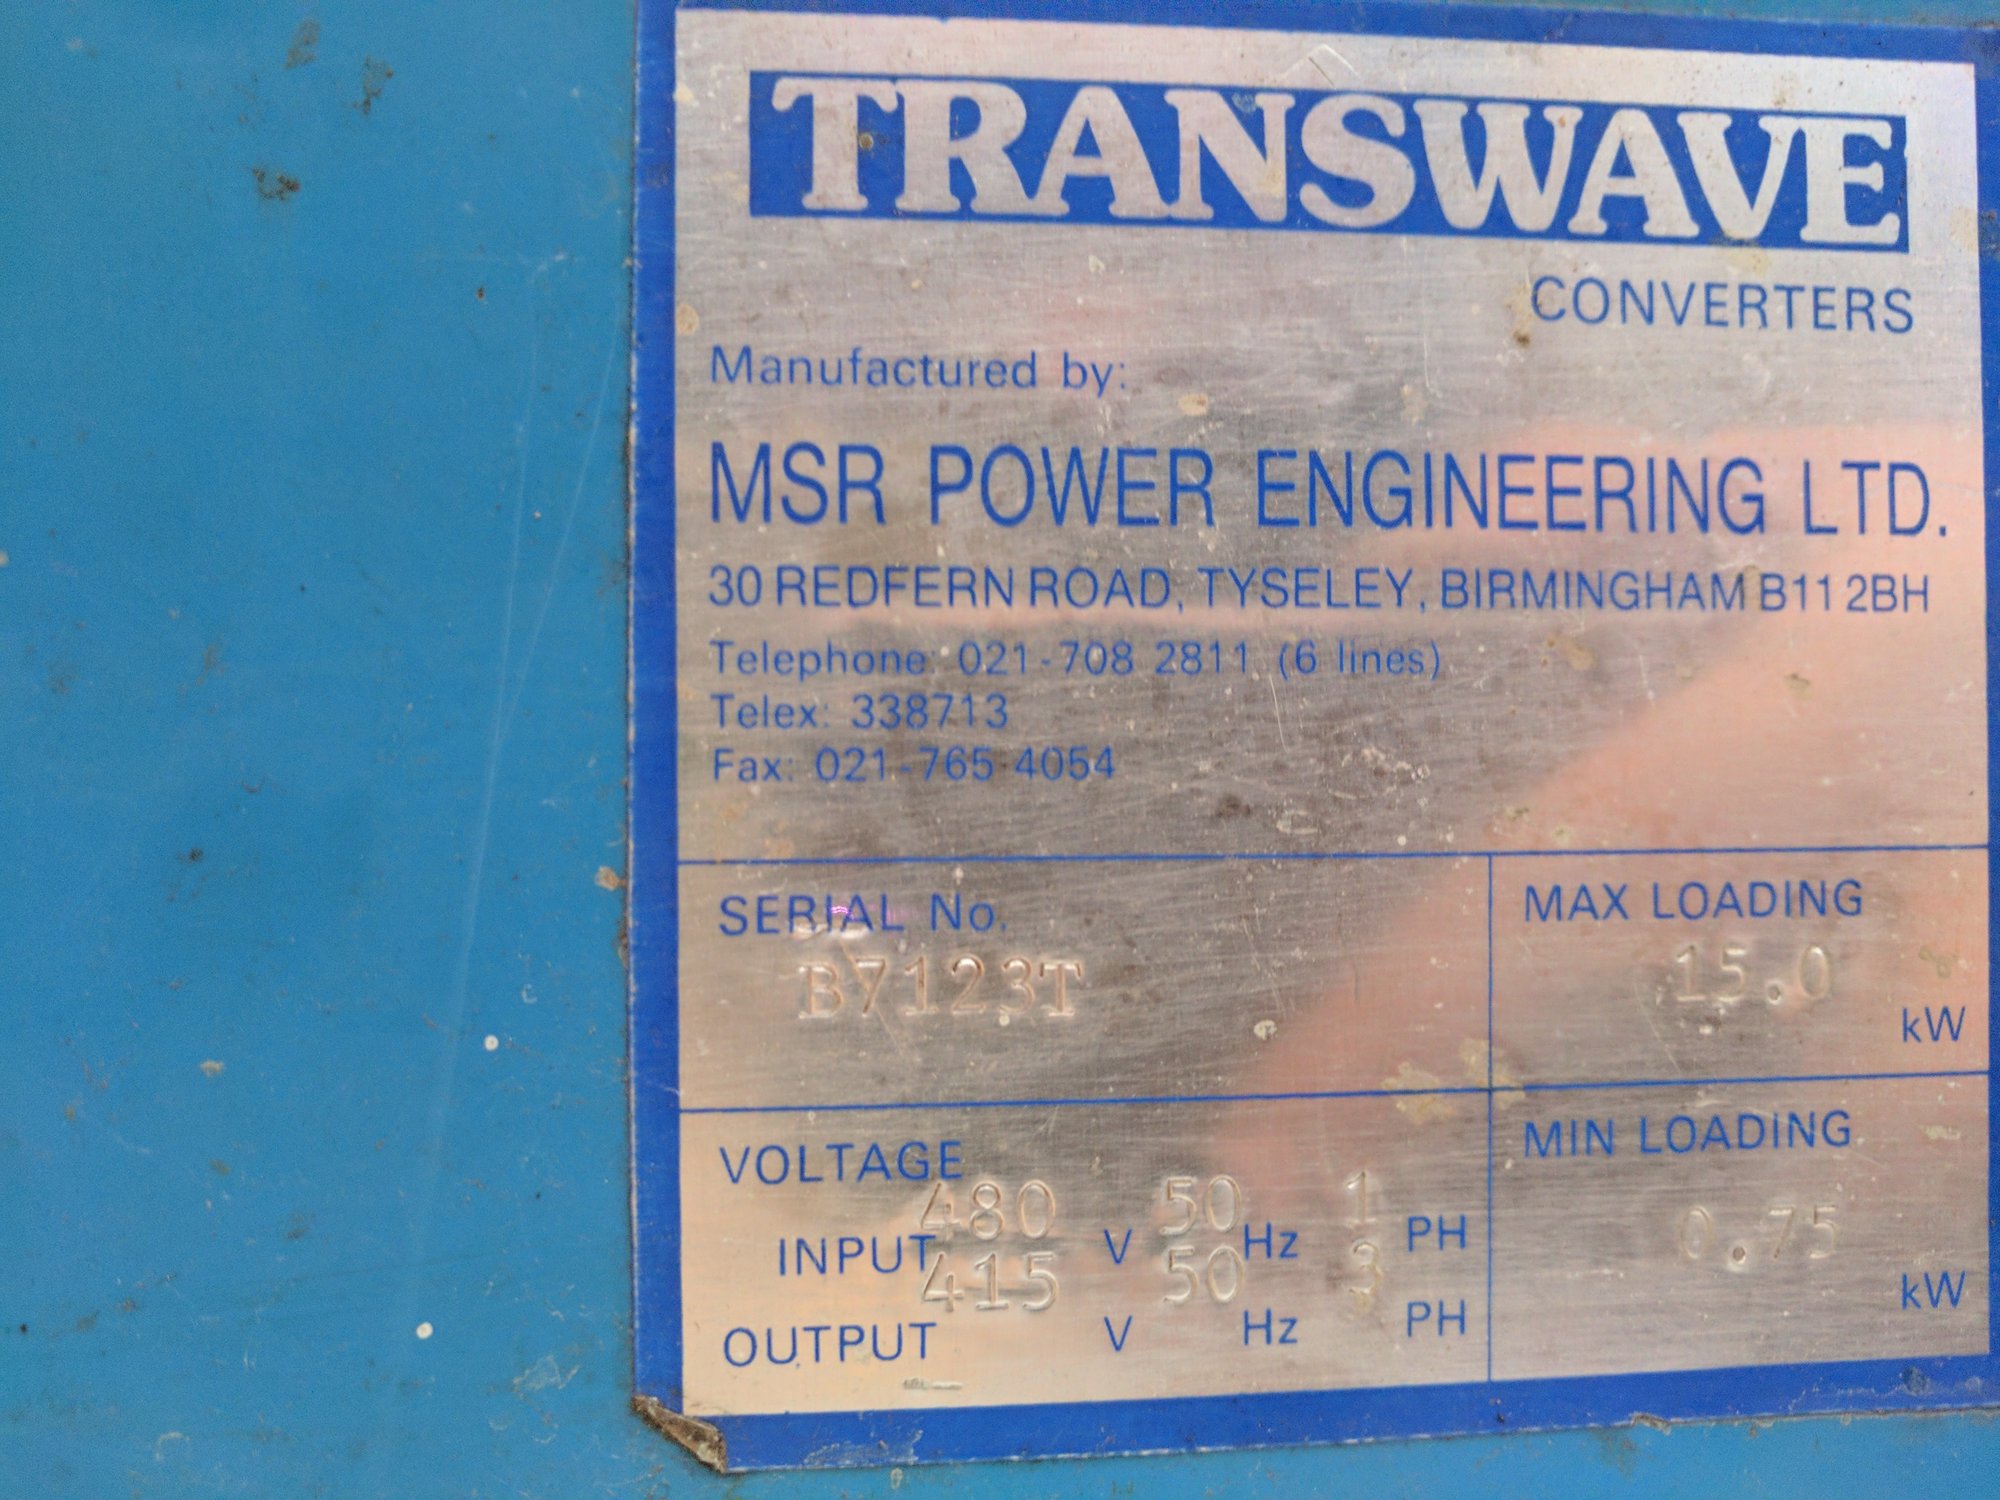 TRANSWAVE
CONVERTERS
Manufactured by:
MSR POWER ENGINEERING LTD.
30 REDFERN ROAD, TYSELEY, BIRMINGHAM B11 2BH
Telephone: 021-708 2811 (6 lines)
Telex: 338713
Fax: 021-765 4054
SERIAL No.
B7123T
MAX LOADING
15.0
kW
VOLTAGE
480 50 1
INPUT V Hz PH
415 50 3
OUTPUT V Hz PH
MIN LOADING
0.75
kW